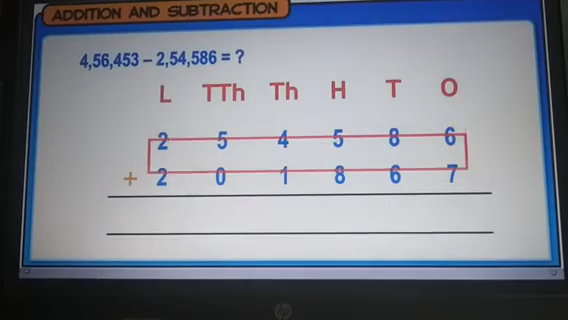 ADDITION AND SUBTRACTION
4,56,453 – 2,54,586 = ?
L TTh Th H T O
2 5 4 5 8 6
+ 2 0 1 8 6 7
hp